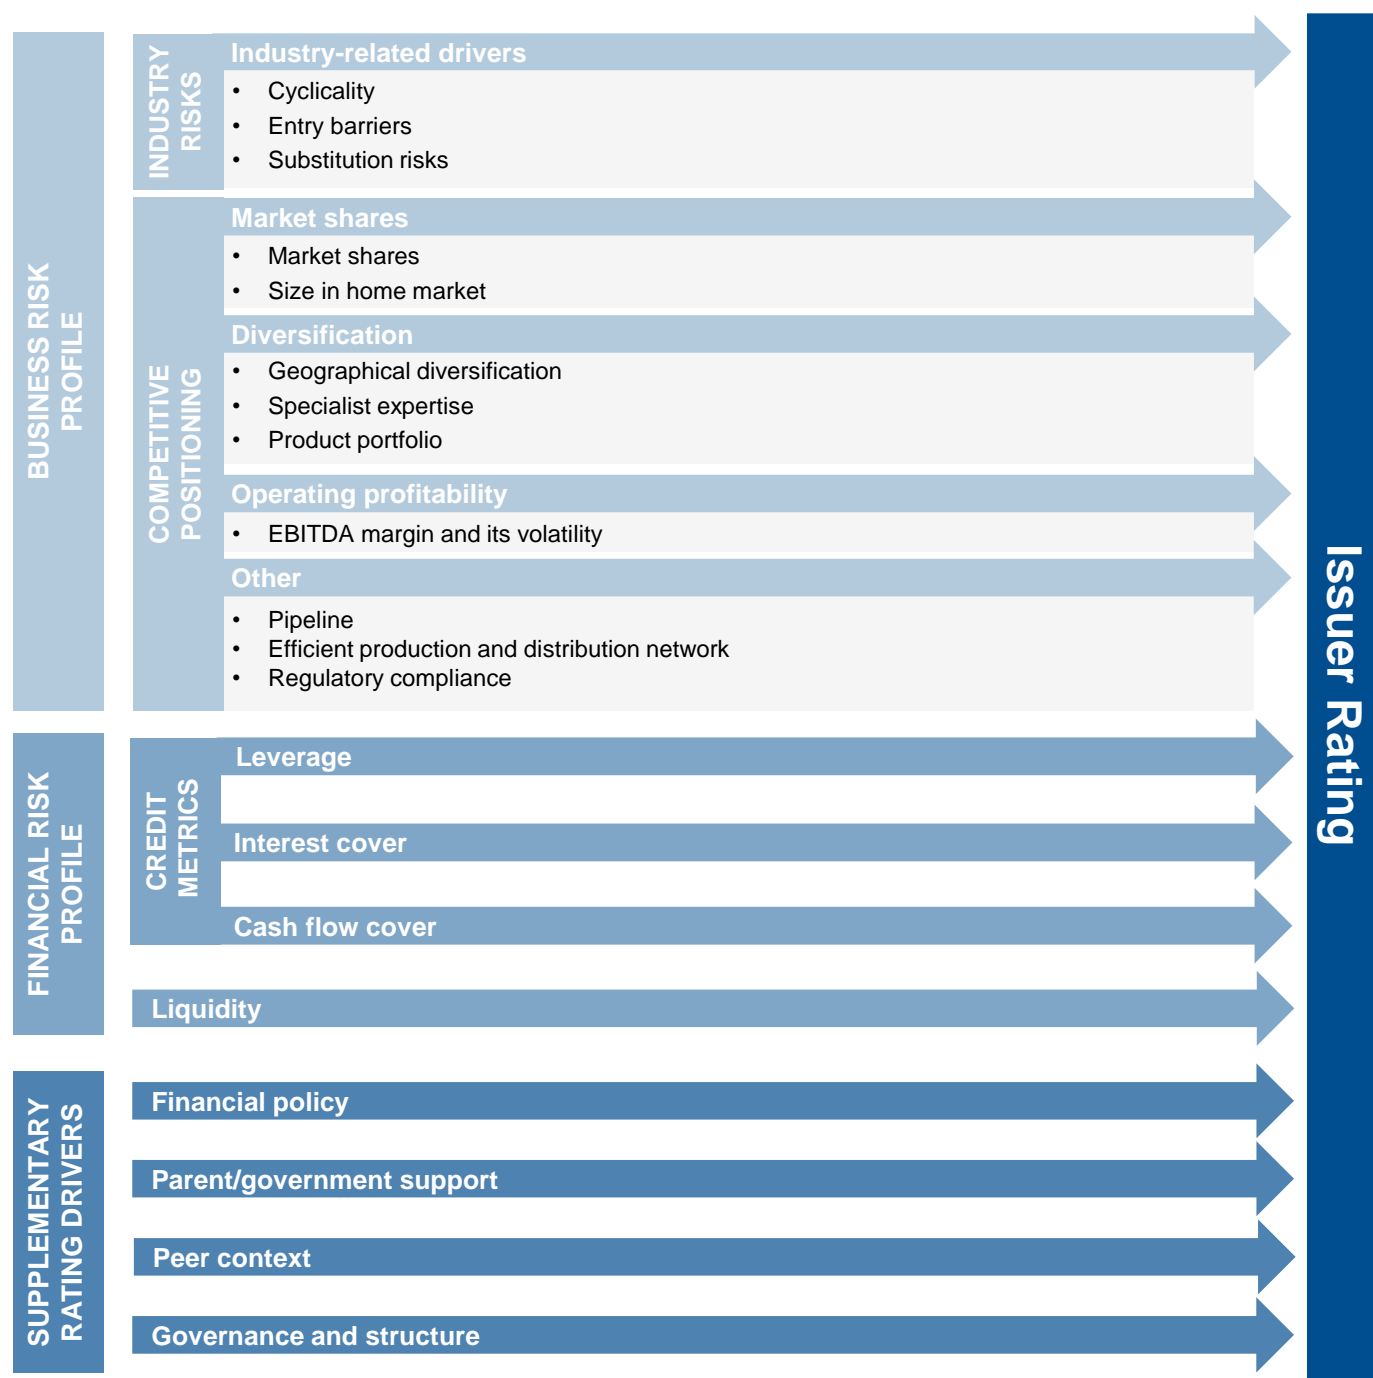 BUSINESS RISK
PROFILE
INDUSTRY
RISKS
Industry-related drivers
• Cyclicality
• Entry barriers
• Substitution risks
COMPETITIVE
POSITIONING
Market shares
• Market shares
• Size in home market
Diversification
• Geographical diversification
• Specialist expertise
• Product portfolio
Operating profitability
• EBITDA margin and its volatility
Other
• Pipeline
• Efficient production and distribution network
• Regulatory compliance
FINANCIAL RISK
PROFILE
CREDIT
METRICS
Leverage
Interest cover
Cash flow cover
Liquidity
SUPPLEMENTARY
RATING DRIVERS
Financial policy
Parent/government support
Peer context
Governance and structure
Issuer Rating